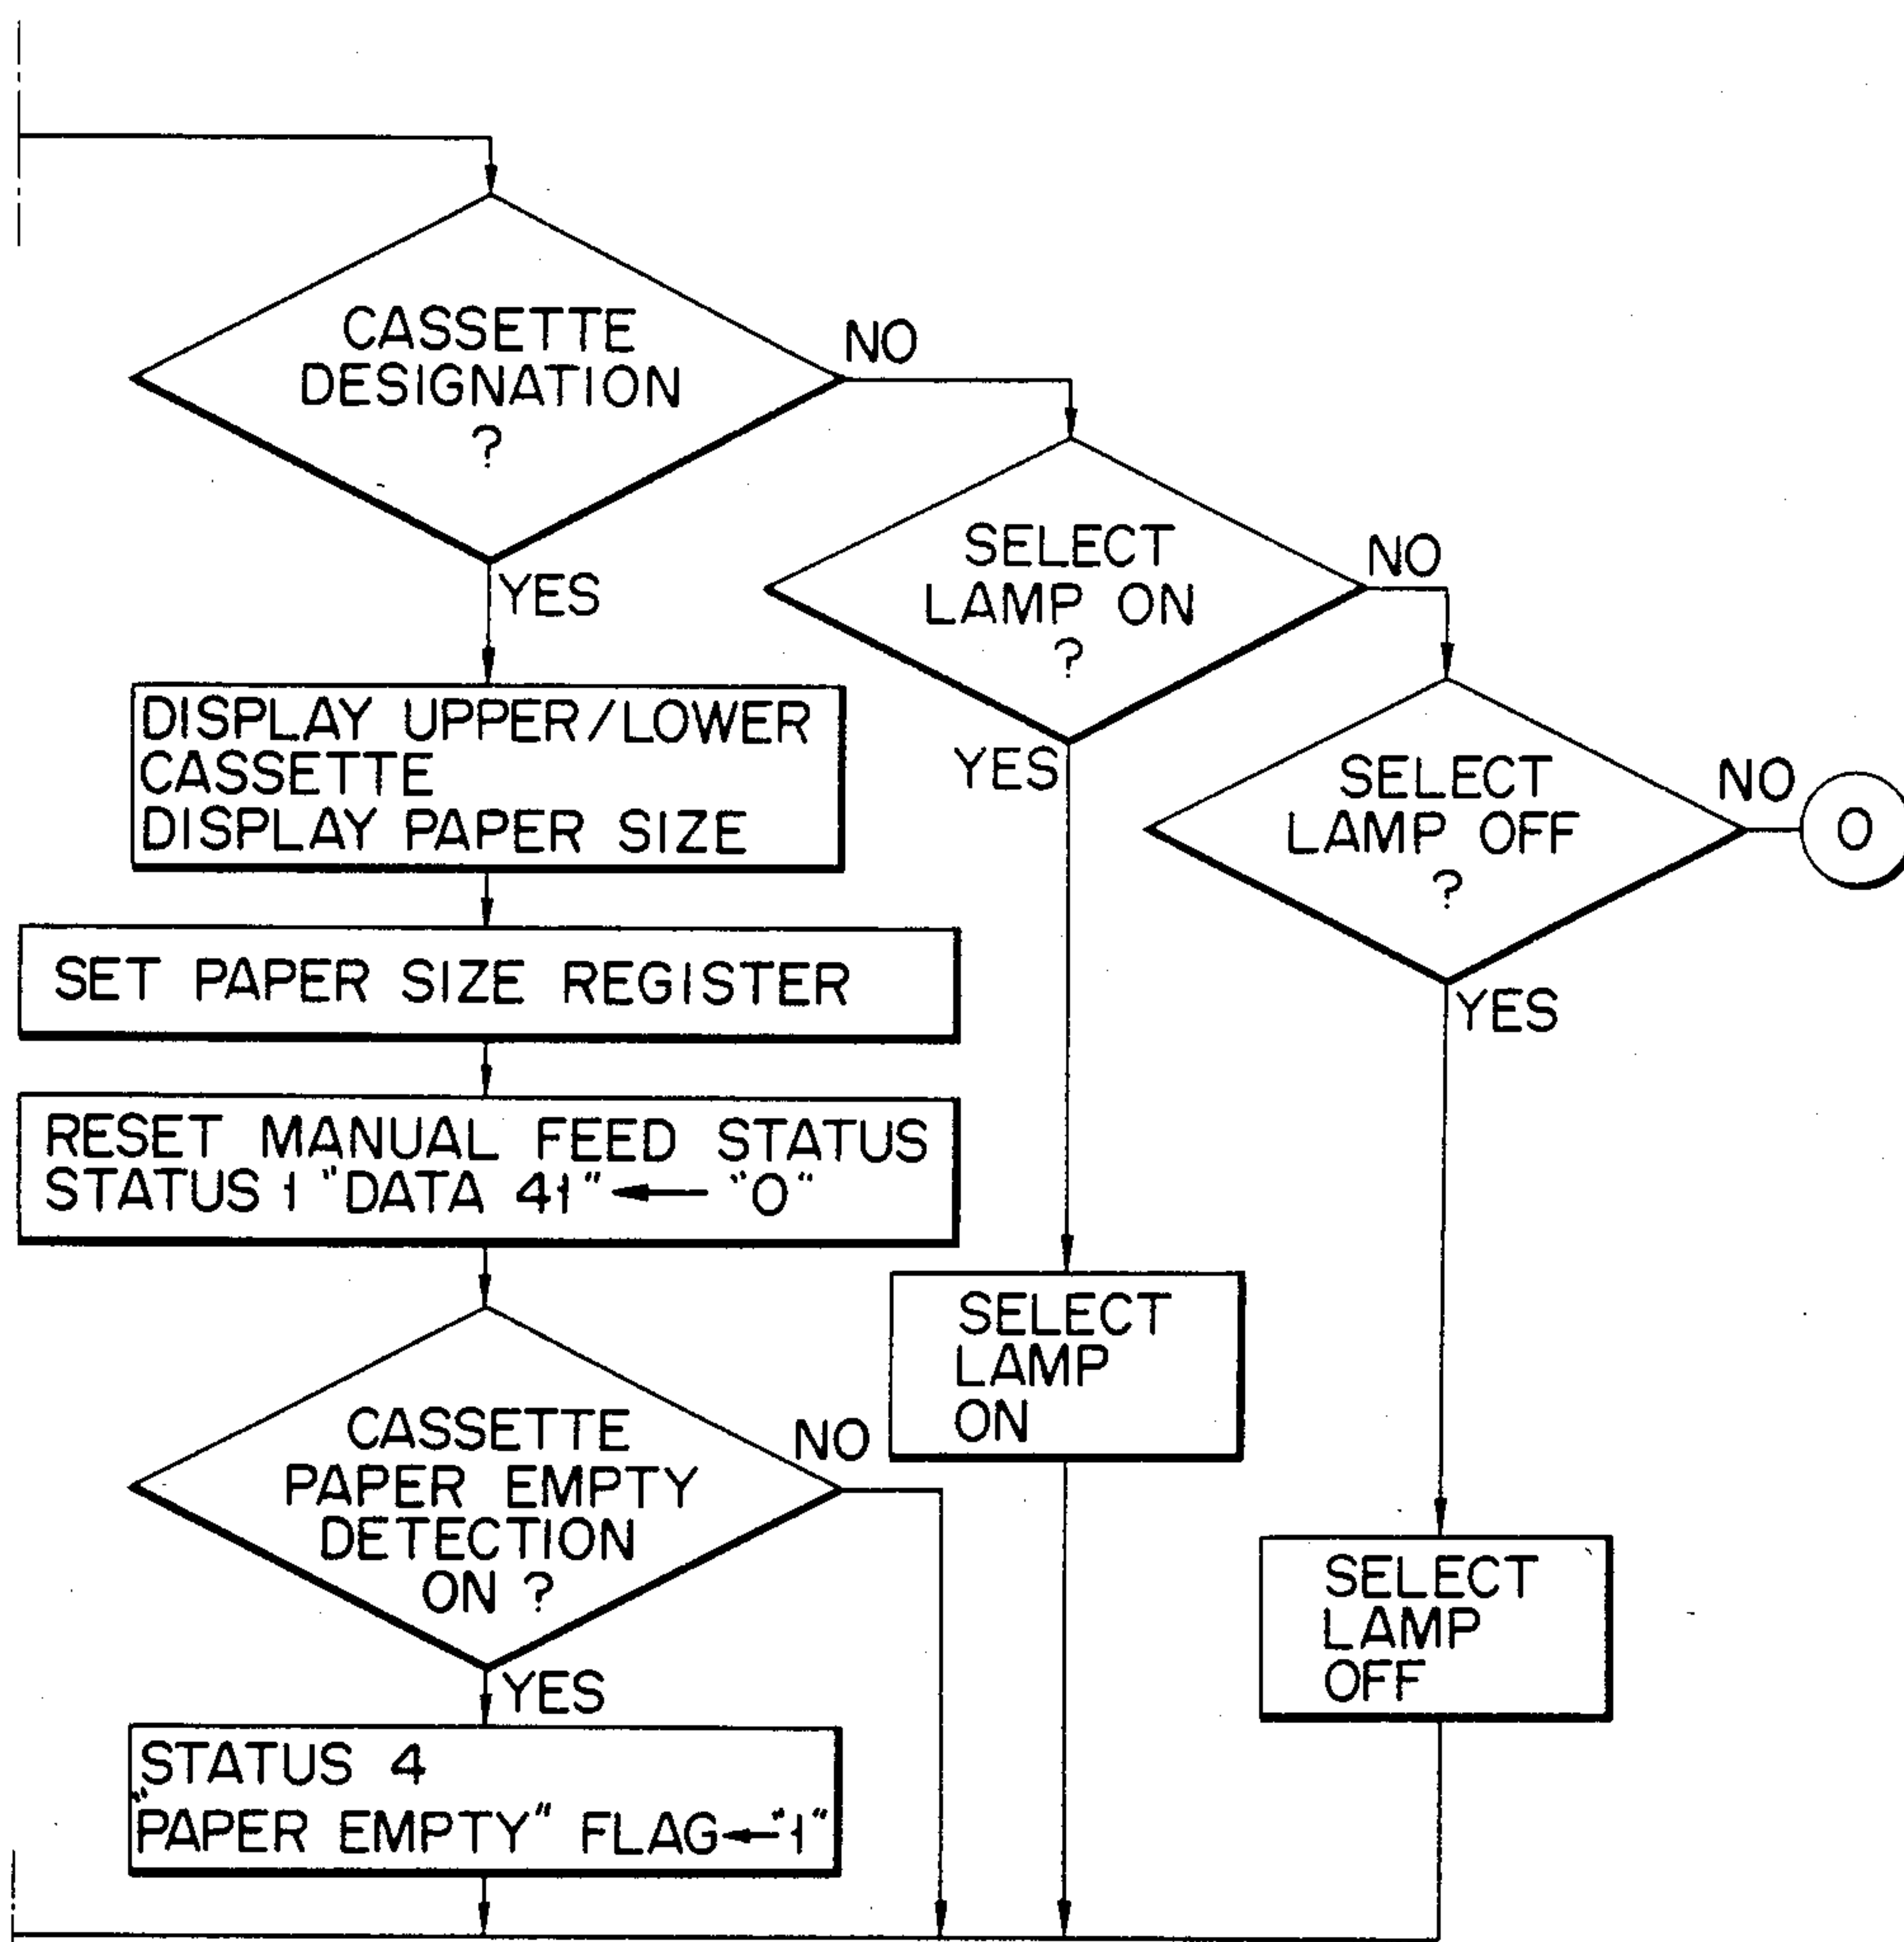 CASSETTE
DESIGNATION
?
NO
YES
SELECT
LAMP ON
?
NO
YES
SELECT
LAMP OFF
?
NO
O
YES
DISPLAY UPPER/LOWER
CASSETTE
DISPLAY PAPER SIZE
SET PAPER SIZE REGISTER
RESET MANUAL FEED STATUS
STATUS 1 "DATA 41" ← "0"
CASSETTE
PAPER EMPTY
DETECTION
ON ?
NO
YES
SELECT
LAMP
ON
SELECT
LAMP
OFF
STATUS 4
"PAPER EMPTY" FLAG ← "1"